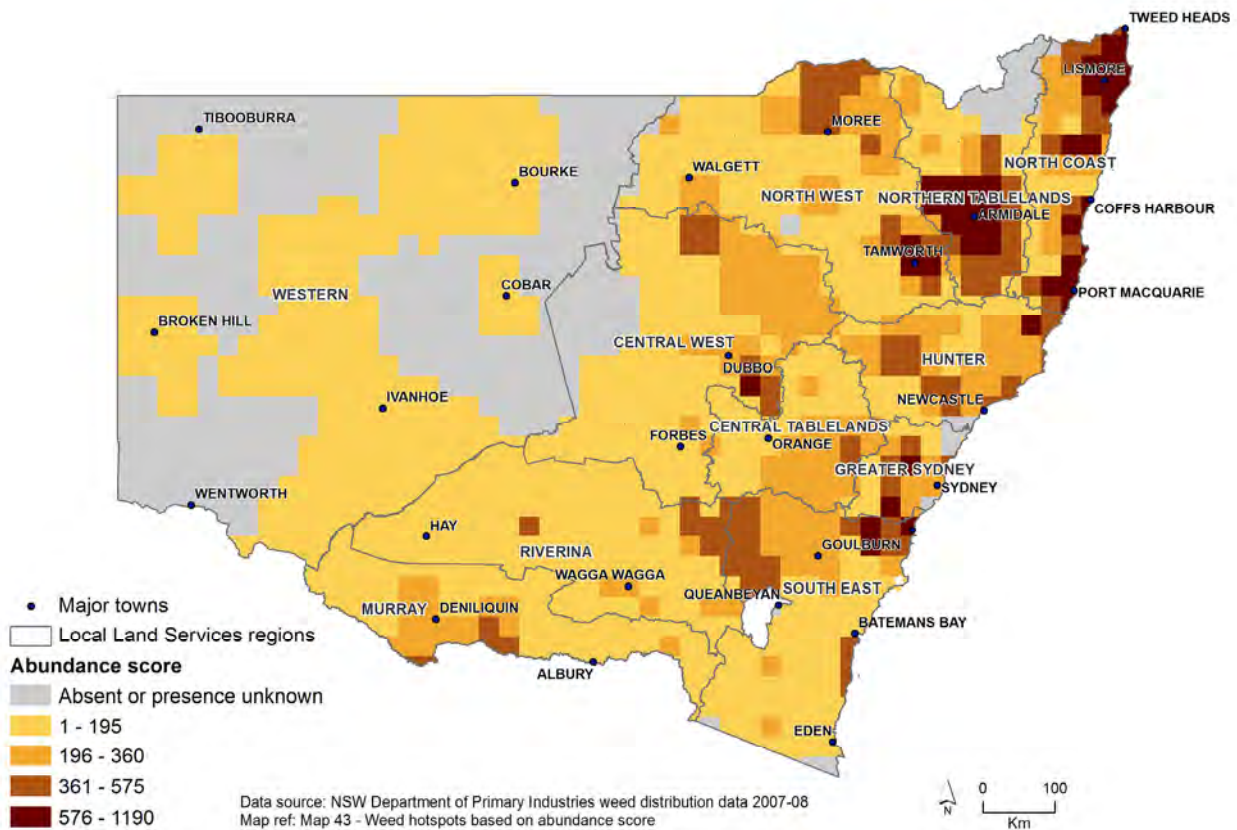 TWEED HEADS
LISMORE
TIBOOBURRA
MOREE
BOURKE
WALGETT
NORTH COAST
NORTH WEST
NORTHERN TABLELANDS
ARMIDALE
COFFS HARBOUR
TAMWORTH
COBAR
WESTERN
PORT MACQUARIE
BROKEN HILL
CENTRAL WEST
HUNTER
DUBBO
IVANHOE
NEWCASTLE
CENTRAL TABLELANDS
FORBES
ORANGE
GREATER SYDNEY
SYDNEY
WENTWORTH
HAY
RIVERINA
GOULBURN
WAGGA WAGGA
SOUTH EAST
QUEANBEYAN
MURRAY
DENILIQUIN
BATEMANS BAY
ALBURY
EDEN
Major towns
Local Land Services regions
Abundance score
Absent or presence unknown
1 - 195
196 - 360
361 - 575
576 - 1190
Data source: NSW Department of Primary Industries weed distribution data 2007-08
Map ref: Map 43 - Weed hotspots based on abundance score
N
0 100
Km